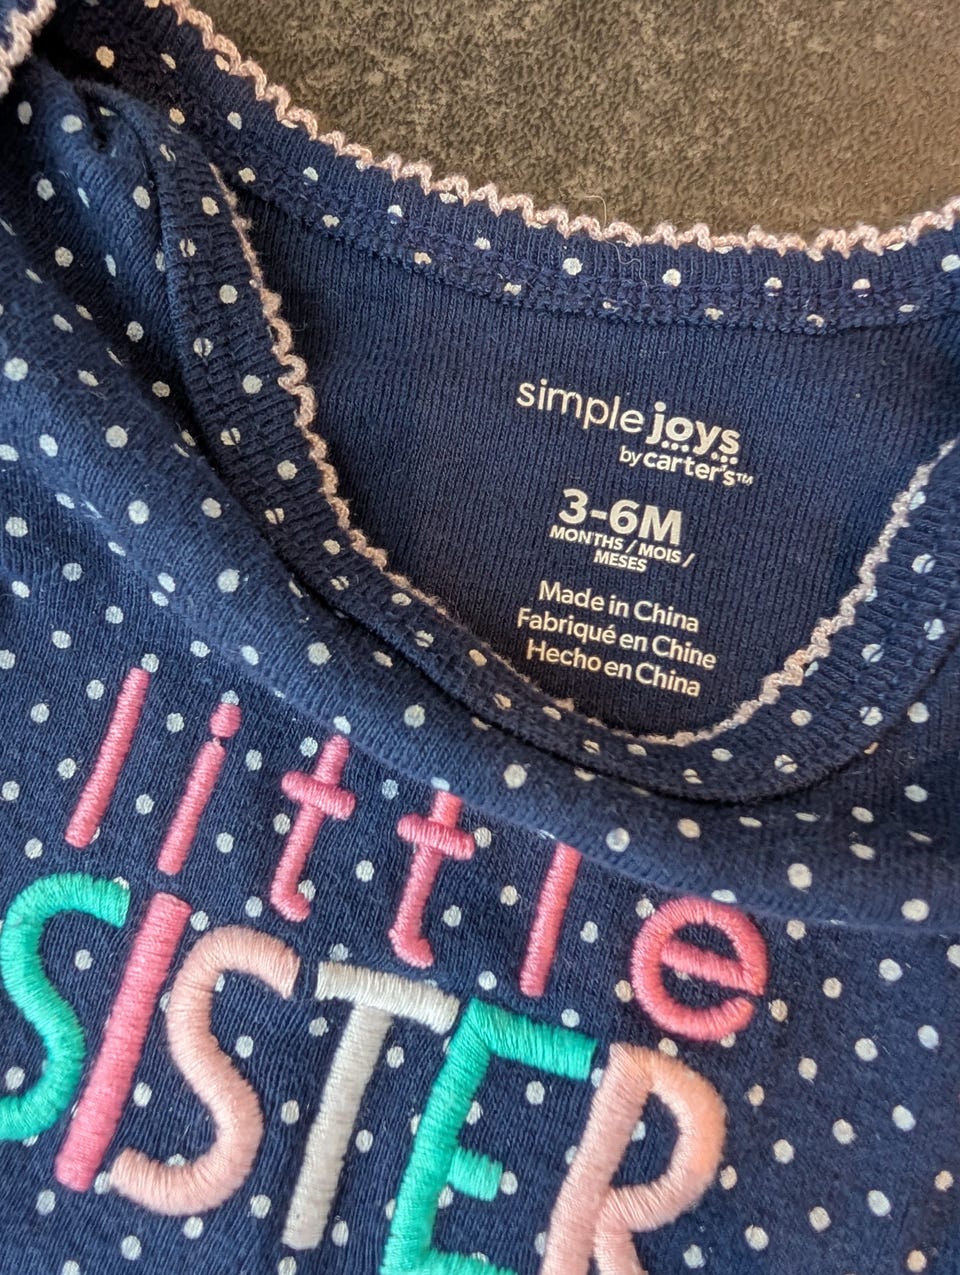 simple joys
by carter's™
3-6M
MONTHS / MOIS /
MESES
Made in China
Fabriqué en Chine
Hecho en China
little
SISTER